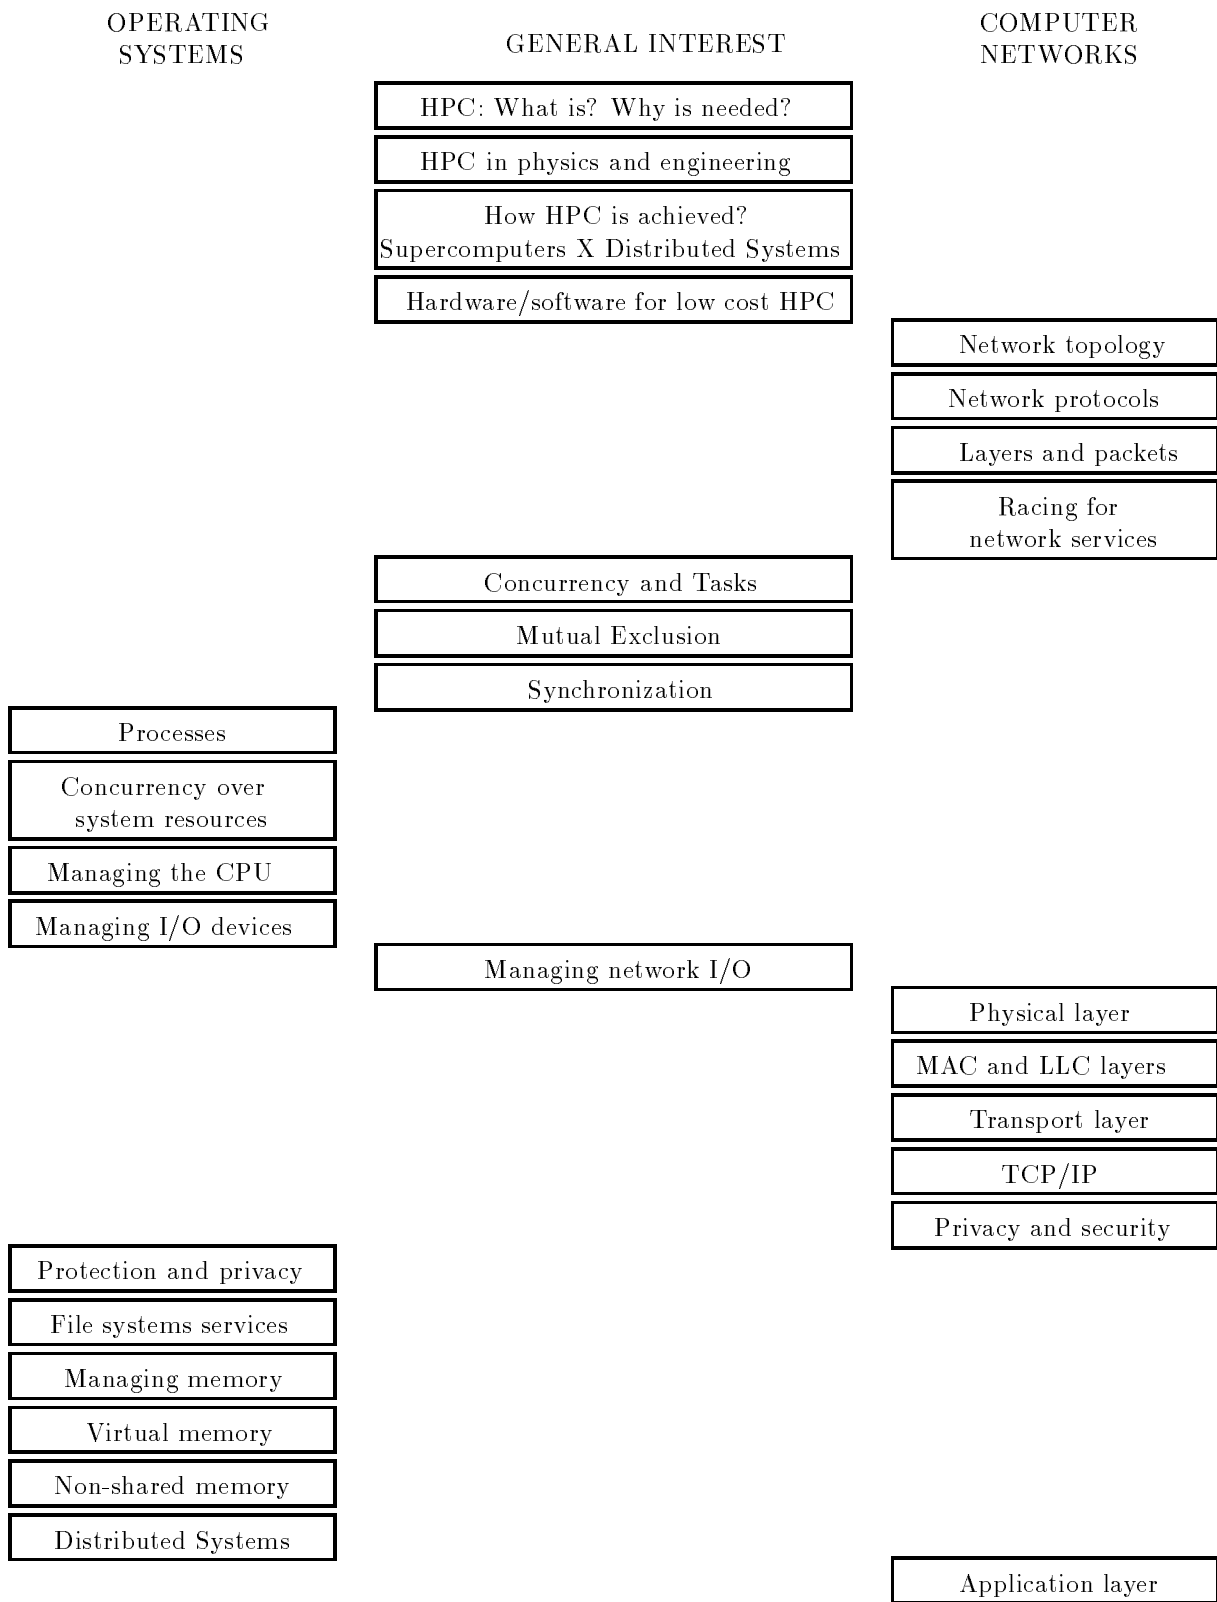 OPERATING
SYSTEMS
GENERAL INTEREST
COMPUTER
NETWORKS
HPC: What is? Why is needed?
HPC in physics and engineering
How HPC is achieved?
Supercomputers X Distributed Systems
Hardware/software for low cost HPC
Network topology
Network protocols
Layers and packets
Racing for
network services
Concurrency and Tasks
Mutual Exclusion
Synchronization
Processes
Concurrency over
system resources
Managing the CPU
Managing I/O devices
Managing network I/O
Physical layer
MAC and LLC layers
Transport layer
TCP/IP
Privacy and security
Protection and privacy
File systems services
Managing memory
Virtual memory
Non-shared memory
Distributed Systems
Application layer